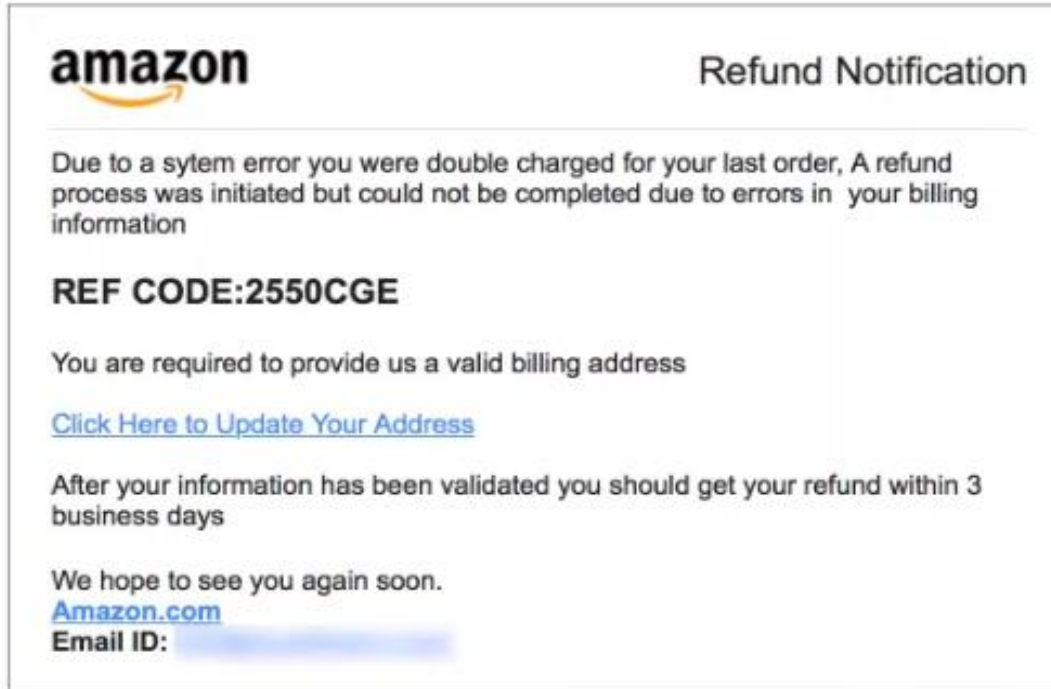 amazon
Refund Notification
Due to a sytem error you were double charged for your last order, A refund
process was initiated but could not be completed due to errors in  your billing
information
REF CODE:2550CGE
You are required to provide us a valid billing address
Click Here to Update Your Address
After your information has been validated you should get your refund within 3
business days
We hope to see you again soon.
Amazon.com
Email ID: